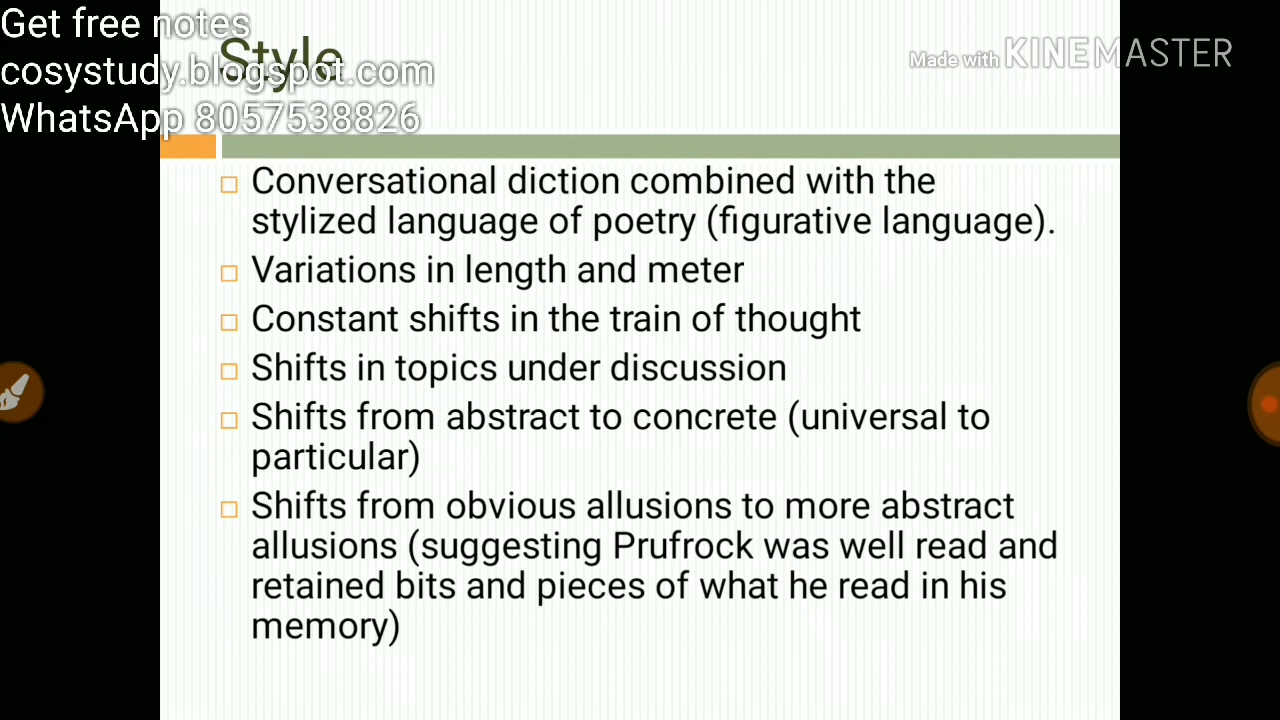 Get free notes
Style
cosystudy.blogspot.com
WhatsApp 8057538826
Made with KINEMASTER
Conversational diction combined with the
stylized language of poetry (figurative language).
Variations in length and meter
Constant shifts in the train of thought
Shifts in topics under discussion
Shifts from abstract to concrete (universal to
particular)
Shifts from obvious allusions to more abstract
allusions (suggesting Prufrock was well read and
retained bits and pieces of what he read in his
memory)